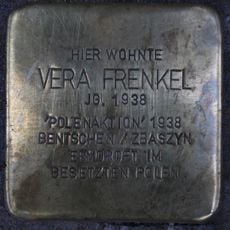 HIER WOHNTE
VERA FRENKEL
JG. 1938
'POLENAKTION' 1938
BENTSCHEN / ZBASZYN
ERMORDET IM
BESETZTEN POLEN